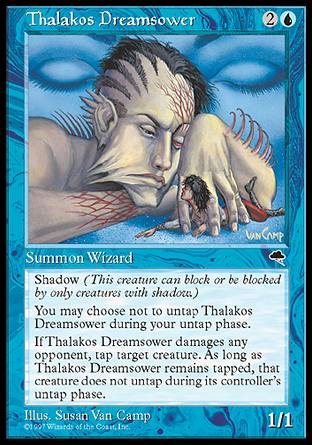 Thalakos Dreamsower 2
VAN CAMP
Summon Wizard
Shadow (This creature can block or be blocked
by only creatures with shadow.)
You may choose not to untap Thalakos
Dreamsower during your untap phase.
If Thalakos Dreamsower damages any
opponent, tap target creature. As long as
Thalakos Dreamsower remains tapped, that
creature does not untap during its controller's
untap phase.
Illus. Susan Van Camp 1/1
©1997 Wizards of the Coast, Inc.